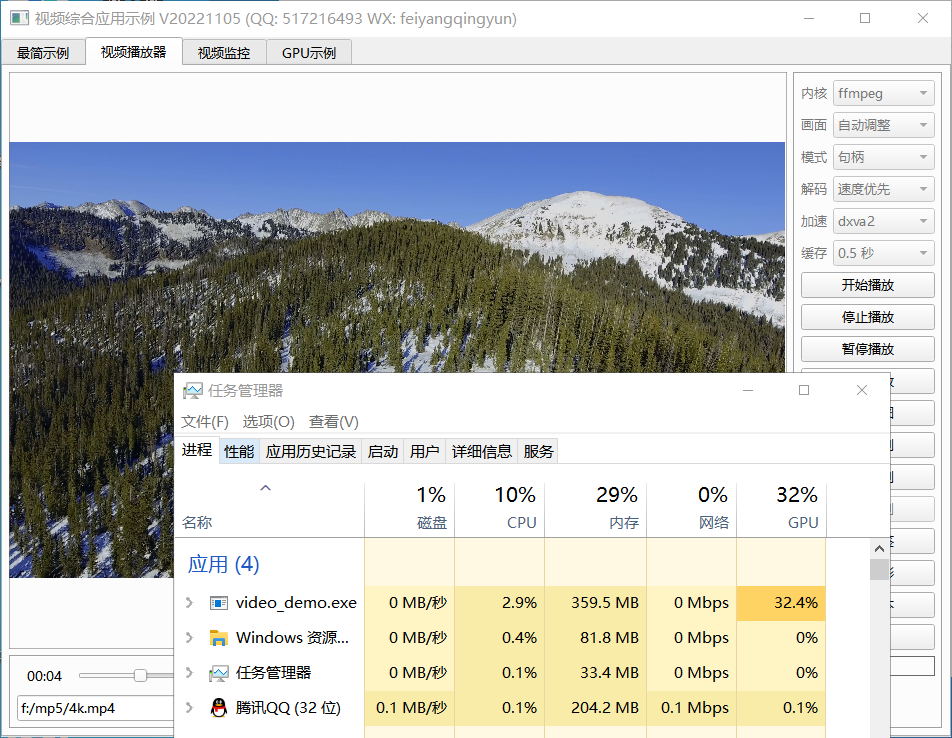 视频综合应用示例 V20221105 (QQ: 517216493 WX: feiyangqingyun)
最简示例 视频播放器 视频监控 GPU示例
内核 ffmpeg
画面 自动调整
模式 句柄
解码 速度优先
加速 dxva2
缓存 0.5 秒
开始播放
停止播放
暂停播放
任务管理器
文件(F) 选项(O) 查看(V)
进程 性能 应用历史记录 启动 用户 详细信息 服务
1% 10% 29% 0% 32%
名称 磁盘 CPU 内存 网络 GPU
应用 (4)
video_demo.exe 0 MB/秒 2.9% 359.5 MB 0 Mbps 32.4%
Windows 资源... 0 MB/秒 0.4% 81.8 MB 0 Mbps 0%
任务管理器 0 MB/秒 0.1% 33.4 MB 0 Mbps 0%
腾讯QQ (32 位) 0.1 MB/秒 0.1% 204.2 MB 0.1 Mbps 0.1%
00:04
f:/mp5/4k.mp4